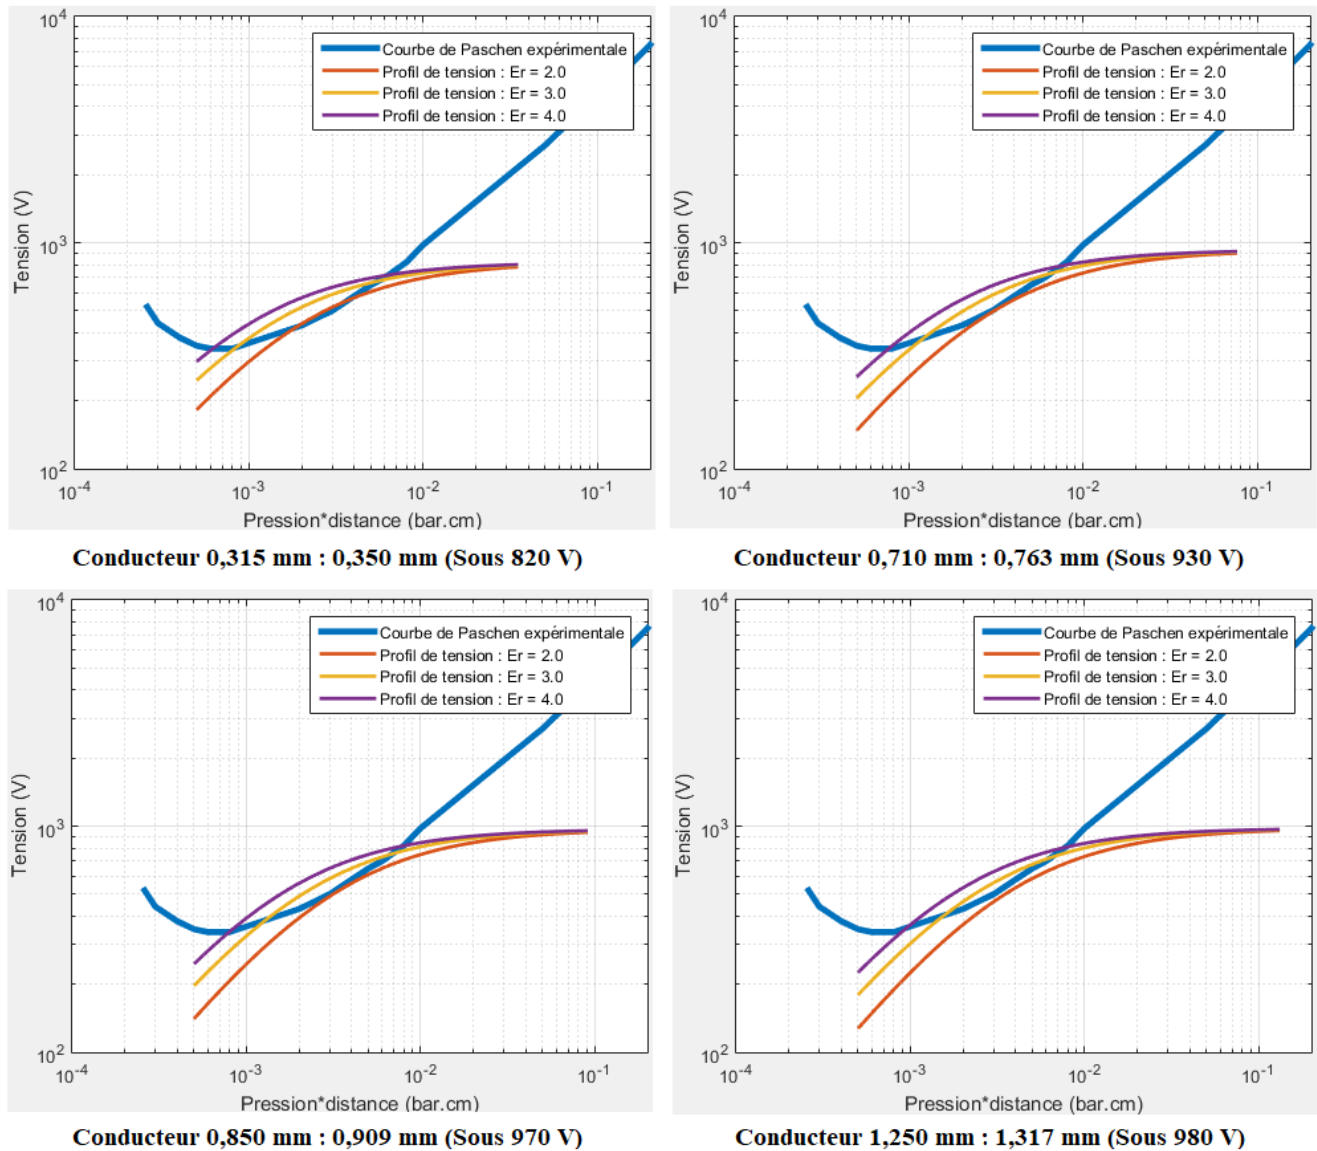 10^4
Courbe de Paschen expérimentale
Profil de tension : Er = 2.0
Profil de tension : Er = 3.0
Profil de tension : Er = 4.0
Tension (V)
10^3
10^2
10^-4
10^-3
10^-2
10^-1
Pression*distance (bar.cm)
Conducteur 0,315 mm : 0,350 mm (Sous 820 V)
10^4
Courbe de Paschen expérimentale
Profil de tension : Er = 2.0
Profil de tension : Er = 3.0
Profil de tension : Er = 4.0
Tension (V)
10^3
10^2
10^-4
10^-3
10^-2
10^-1
Pression*distance (bar.cm)
Conducteur 0,710 mm : 0,763 mm (Sous 930 V)
10^4
Courbe de Paschen expérimentale
Profil de tension : Er = 2.0
Profil de tension : Er = 3.0
Profil de tension : Er = 4.0
Tension (V)
10^3
10^2
10^-4
10^-3
10^-2
10^-1
Pression*distance (bar.cm)
Conducteur 0,850 mm : 0,909 mm (Sous 970 V)
10^4
Courbe de Paschen expérimentale
Profil de tension : Er = 2.0
Profil de tension : Er = 3.0
Profil de tension : Er = 4.0
Tension (V)
10^3
10^2
10^-4
10^-3
10^-2
10^-1
Pression*distance (bar.cm)
Conducteur 1,250 mm : 1,317 mm (Sous 980 V)